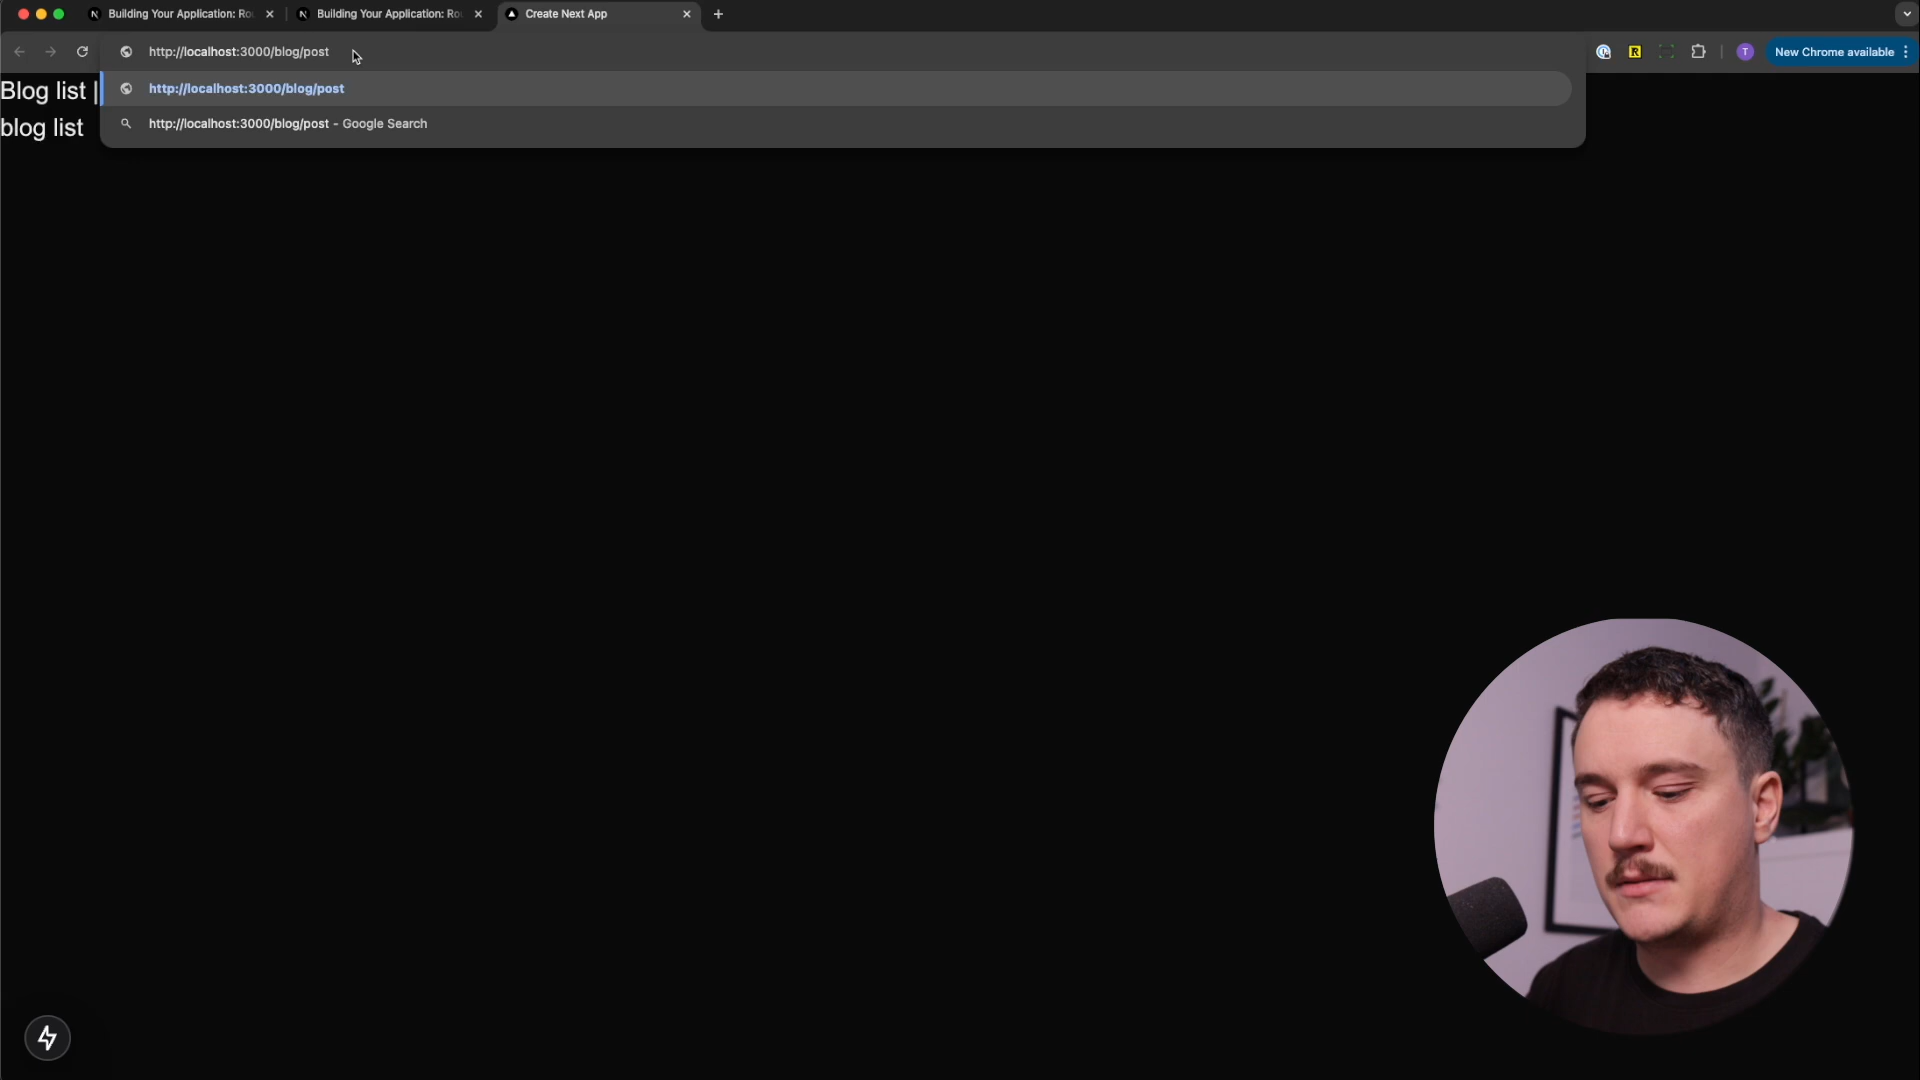 Building Your Application: Ro
Building Your Application: Ro
Create Next App
http://localhost:3000/blog/post
New Chrome available
T
R
http://localhost:3000/blog/post
http://localhost:3000/blog/post - Google Search
Blog list |
blog list